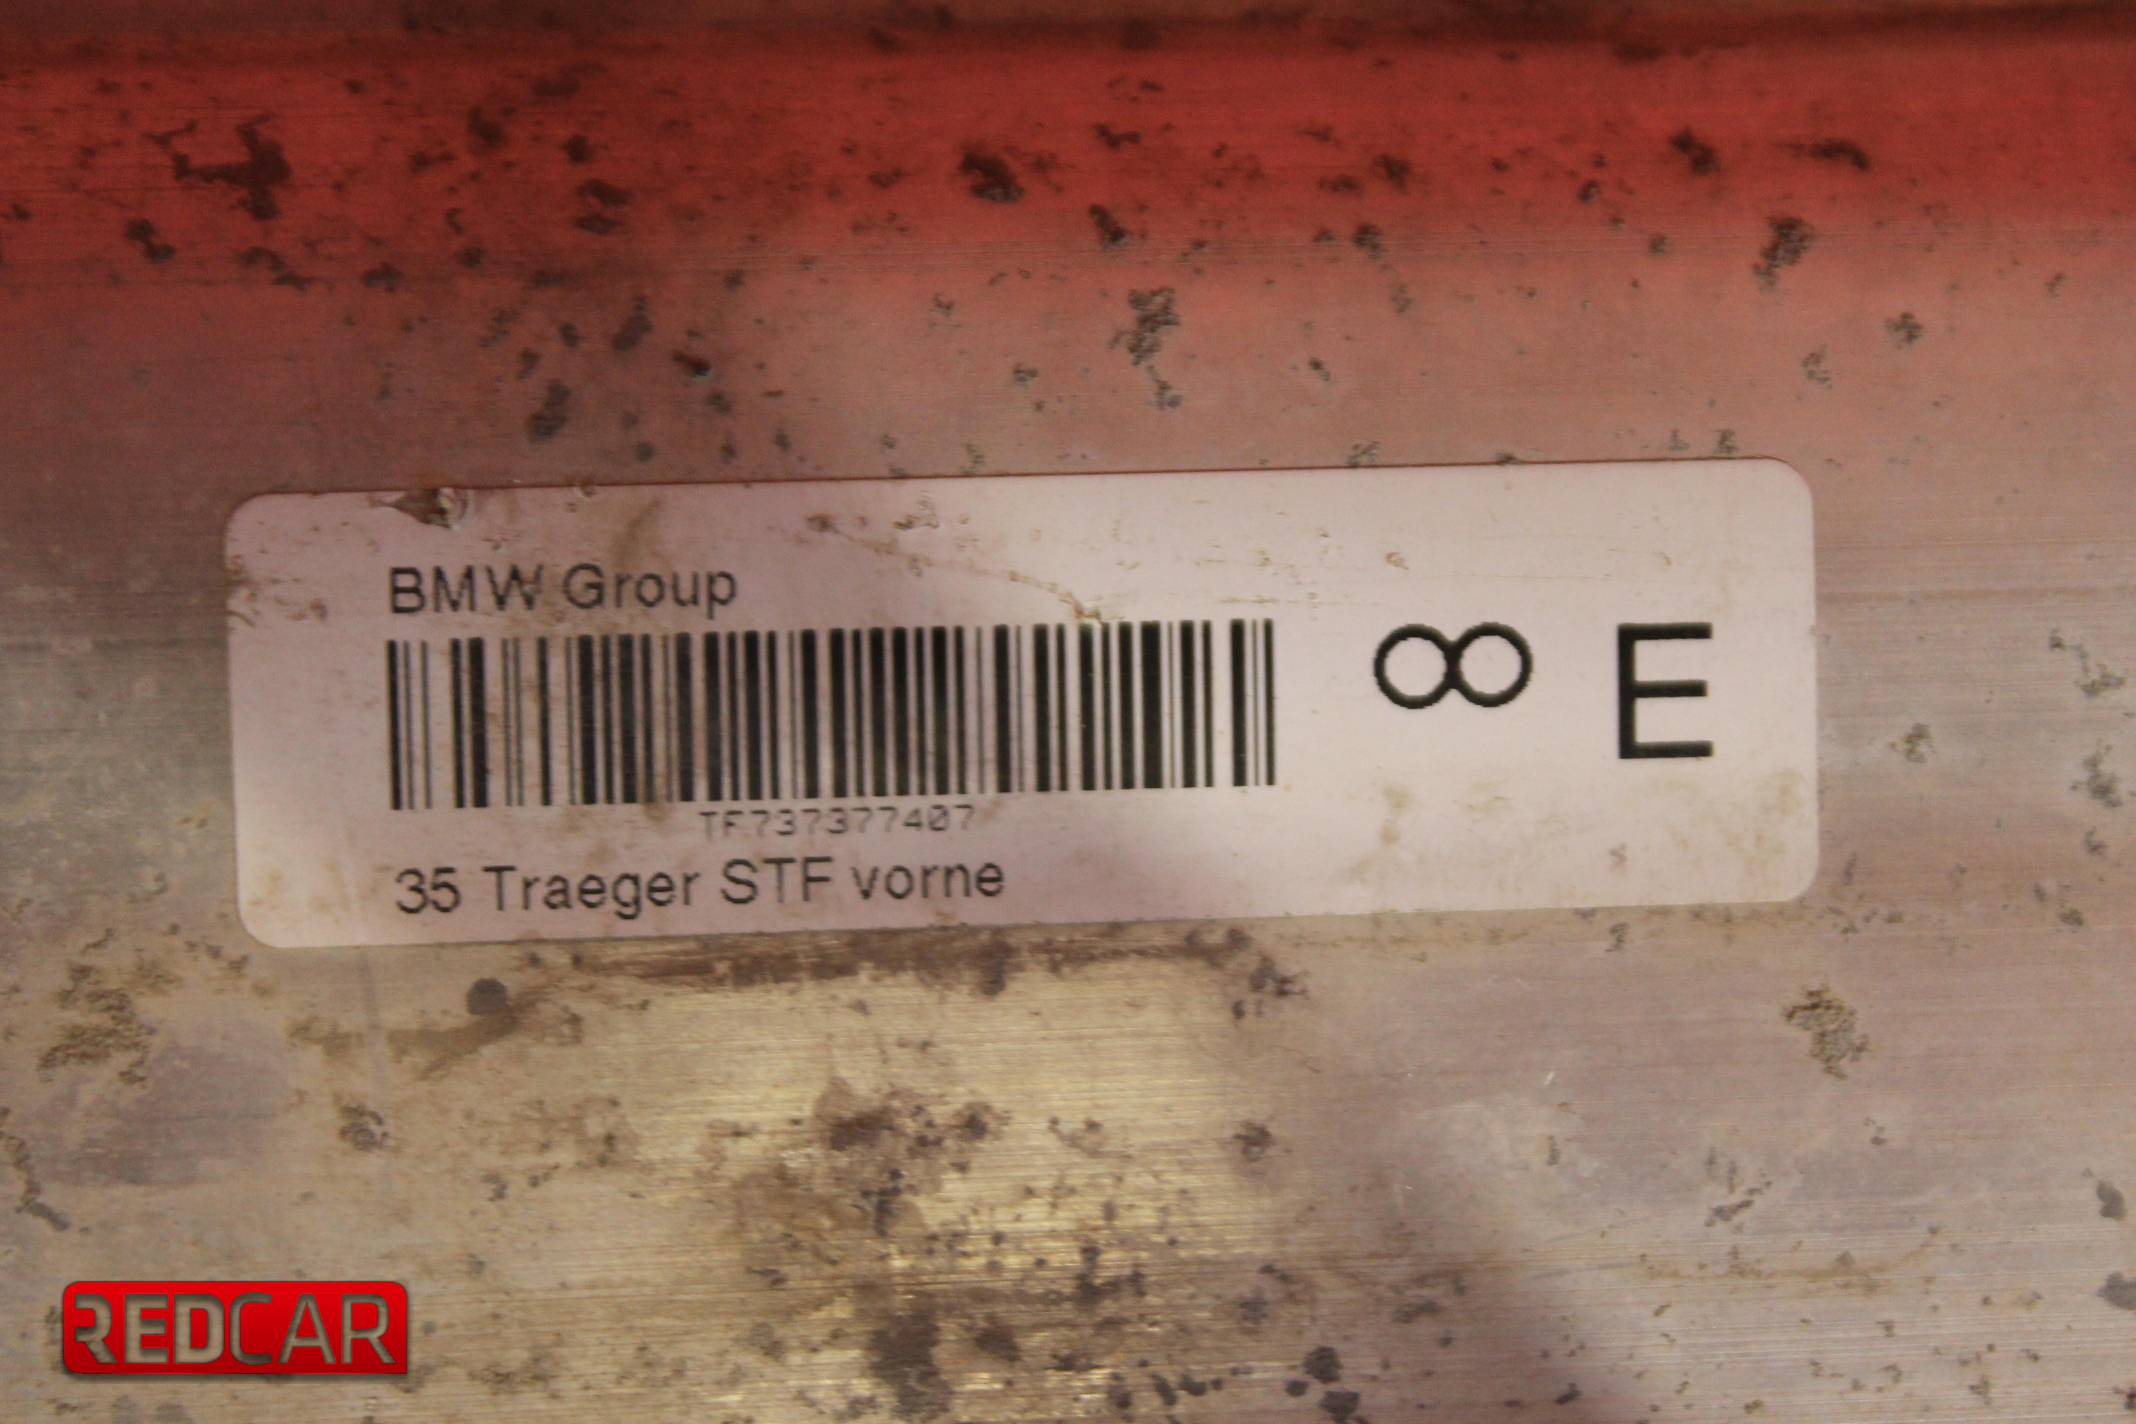 BMW Group
∞ E
TF737377407
35 Traeger STF vorne
REDCAR